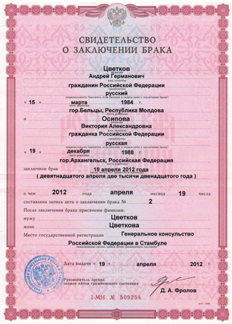 СВИДЕТЕЛЬСТВО
О ЗАКЛЮЧЕНИИ БРАКА
Цветков
Андрей Германович
гражданин Российской Федерации
русский
« 15 » марта 1984
гор.Бельцы, Республика Молдова
Осипова
Виктория Александровна
гражданка Российской Федерации
русская
« 19 » декабря 1988
гор.Архангельск, Российская Федерация
заключили брак 19 апреля 2012 года
( девятнадцатого апреля две тысячи двенадцатого года )
о чем 2012 года апреля месяца 19 числа
составлена запись акта о заключении брака № 2
После заключения брака присвоены фамилии:
мужу Цветков
жене Цветкова
Место государственной регистрации Генеральное консульство
Российской Федерации в Стамбуле
Дата выдачи « 19 » апреля 2012 г.
Руководитель органа
Д. А. Фролов
I-МИ № 509254